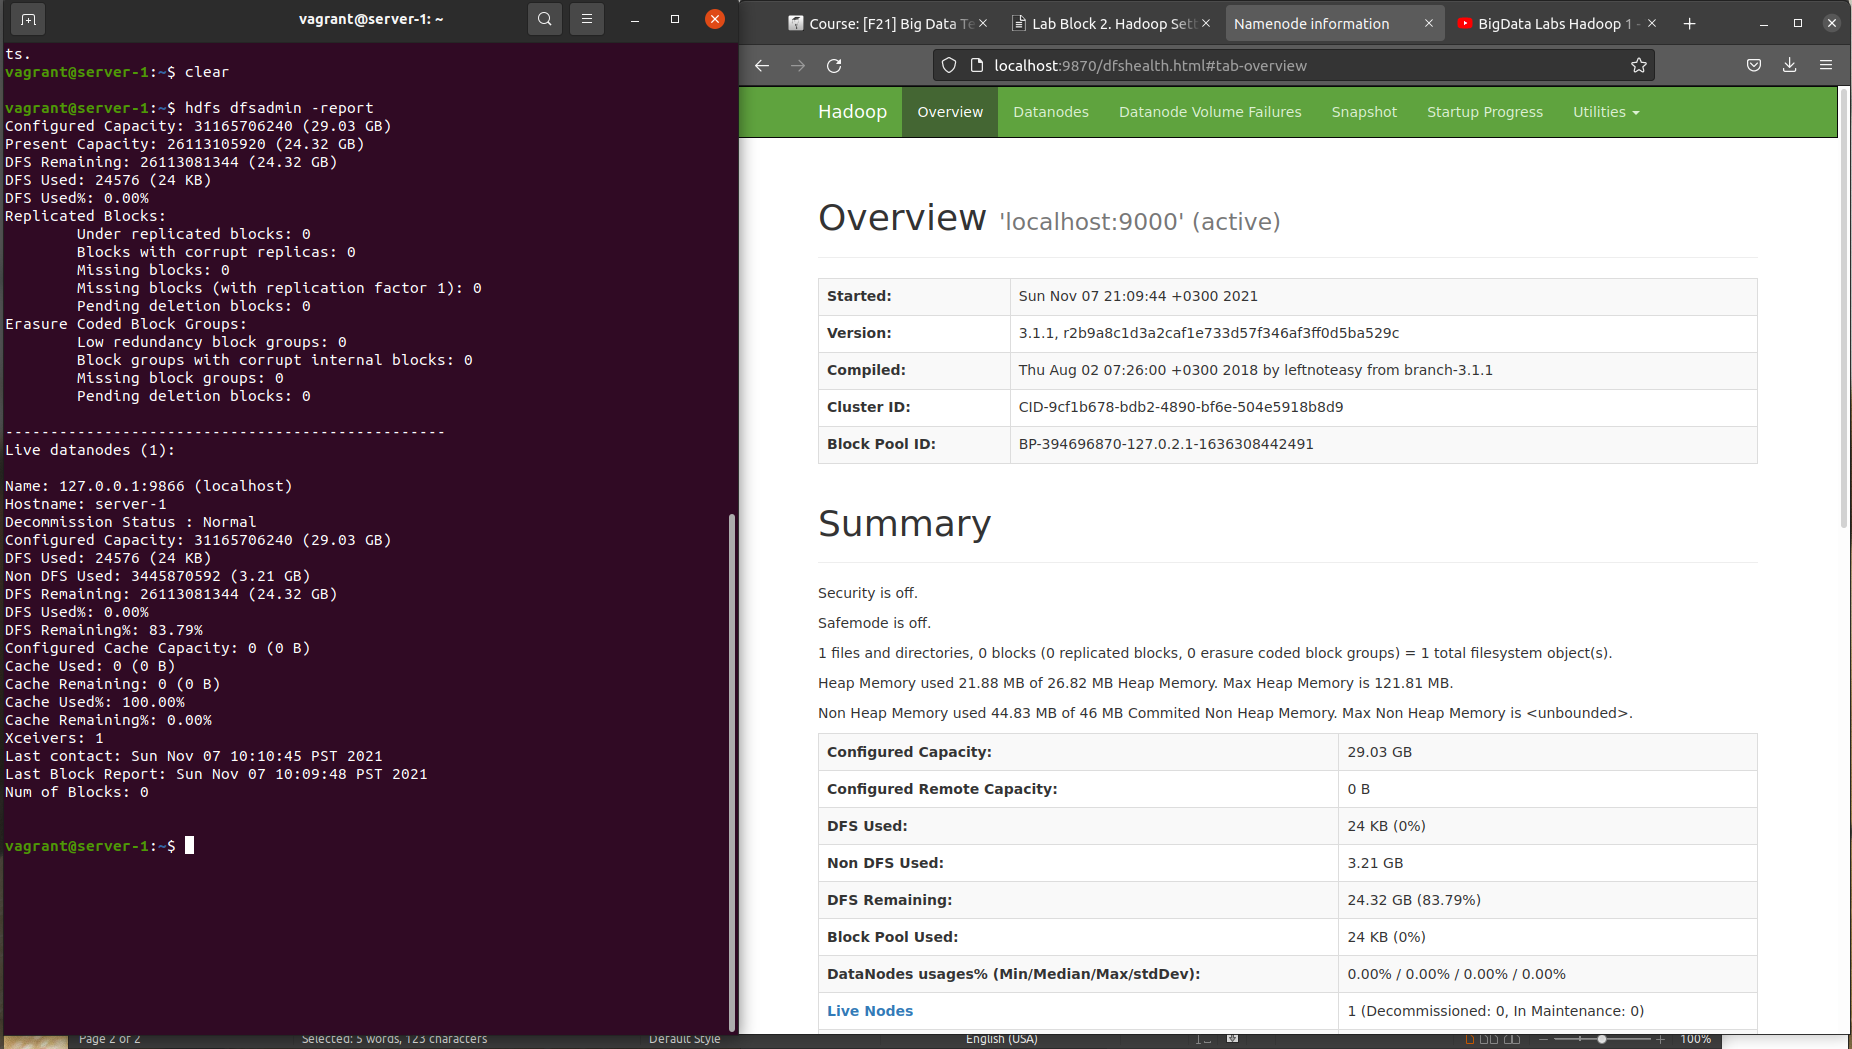 vagrant@server-1: ~
ts.
vagrant@server-1:~$ clear
vagrant@server-1:~$ hdfs dfsadmin -report
Configured Capacity: 31165706240 (29.03 GB)
Present Capacity: 26113105920 (24.32 GB)
DFS Remaining: 26113081344 (24.32 GB)
DFS Used: 24576 (24 KB)
DFS Used%: 0.00%
Replicated Blocks:
Under replicated blocks: 0
Blocks with corrupt replicas: 0
Missing blocks: 0
Missing blocks (with replication factor 1): 0
Pending deletion blocks: 0
Erasure Coded Block Groups:
Low redundancy block groups: 0
Block groups with corrupt internal blocks: 0
Missing block groups: 0
Pending deletion blocks: 0
-------------------------------------------------
Live datanodes (1):
Name: 127.0.0.1:9866 (localhost)
Hostname: server-1
Decommission Status : Normal
Configured Capacity: 31165706240 (29.03 GB)
DFS Used: 24576 (24 KB)
Non DFS Used: 3445870592 (3.21 GB)
DFS Remaining: 26113081344 (24.32 GB)
DFS Used%: 0.00%
DFS Remaining%: 83.79%
Configured Cache Capacity: 0 (0 B)
Cache Used: 0 (0 B)
Cache Remaining: 0 (0 B)
Cache Used%: 100.00%
Cache Remaining%: 0.00%
Xceivers: 1
Last contact: Sun Nov 07 10:10:45 PST 2021
Last Block Report: Sun Nov 07 10:09:48 PST 2021
Num of Blocks: 0
vagrant@server-1:~$
Course: [F21] Big Data Te
Lab Block 2. Hadoop Sett
Namenode information
BigData Labs Hadoop 1 -
localhost:9870/dfshealth.html#tab-overview
Hadoop Overview Datanodes Datanode Volume Failures Snapshot Startup Progress Utilities
Overview 'localhost:9000' (active)
Started: Sun Nov 07 21:09:44 +0300 2021
Version: 3.1.1, r2b9a8c1d3a2caf1e733d57f346af3ff0d5ba529c
Compiled: Thu Aug 02 07:26:00 +0300 2018 by leftnoteasy from branch-3.1.1
Cluster ID: CID-9cf1b678-bdb2-4890-bf6e-504e5918b8d9
Block Pool ID: BP-394696870-127.0.2.1-1636308442491
Summary
Security is off.
Safemode is off.
1 files and directories, 0 blocks (0 replicated blocks, 0 erasure coded block groups) = 1 total filesystem object(s).
Heap Memory used 21.88 MB of 26.82 MB Heap Memory. Max Heap Memory is 121.81 MB.
Non Heap Memory used 44.83 MB of 46 MB Commited Non Heap Memory. Max Non Heap Memory is <unbounded>.
Configured Capacity: 29.03 GB
Configured Remote Capacity: 0 B
DFS Used: 24 KB (0%)
Non DFS Used: 3.21 GB
DFS Remaining: 24.32 GB (83.79%)
Block Pool Used: 24 KB (0%)
DataNodes usages% (Min/Median/Max/stdDev): 0.00% / 0.00% / 0.00% / 0.00%
Live Nodes 1 (Decommissioned: 0, In Maintenance: 0)
Page 2 of 2 Selected: 5 words, 123 characters Default Style English (USA) 100%